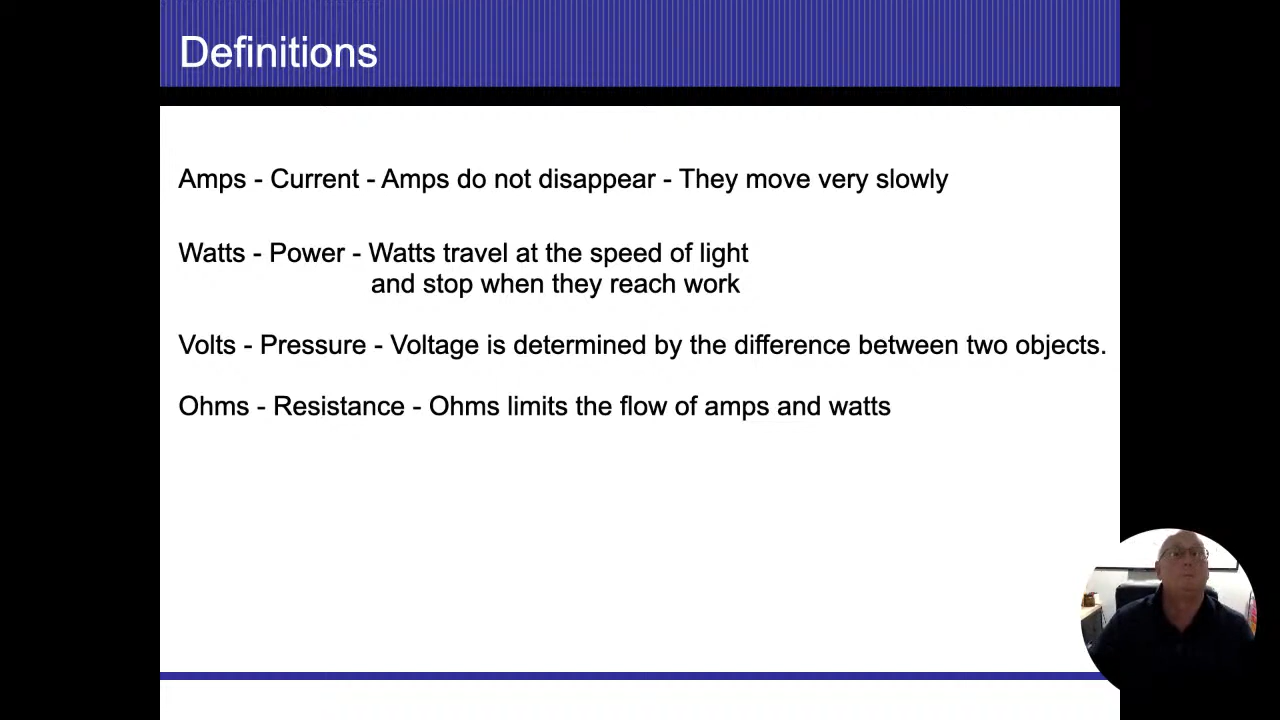 Definitions
Amps - Current - Amps do not disappear - They move very slowly
Watts - Power - Watts travel at the speed of light
and stop when they reach work
Volts - Pressure - Voltage is determined by the difference between two objects.
Ohms - Resistance - Ohms limits the flow of amps and watts